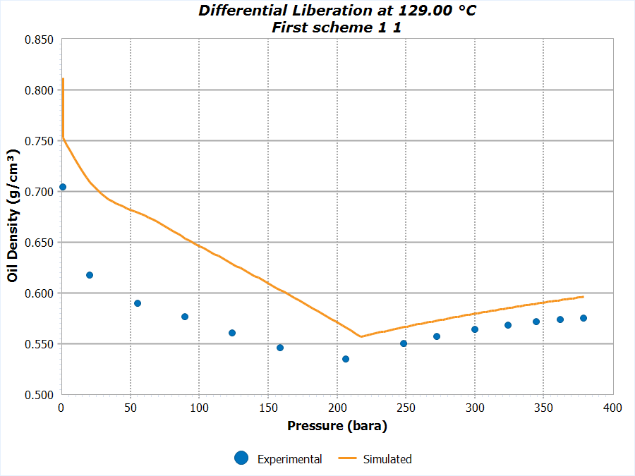 Differential Liberation at 129.00 °C
First scheme 1 1
0.850
0.800
0.750
0.700
0.650
0.600
0.550
0.500
Oil Density (g/cm³)
0 50 100 150 200 250 300 350 400
Pressure (bara)
Experimental Simulated